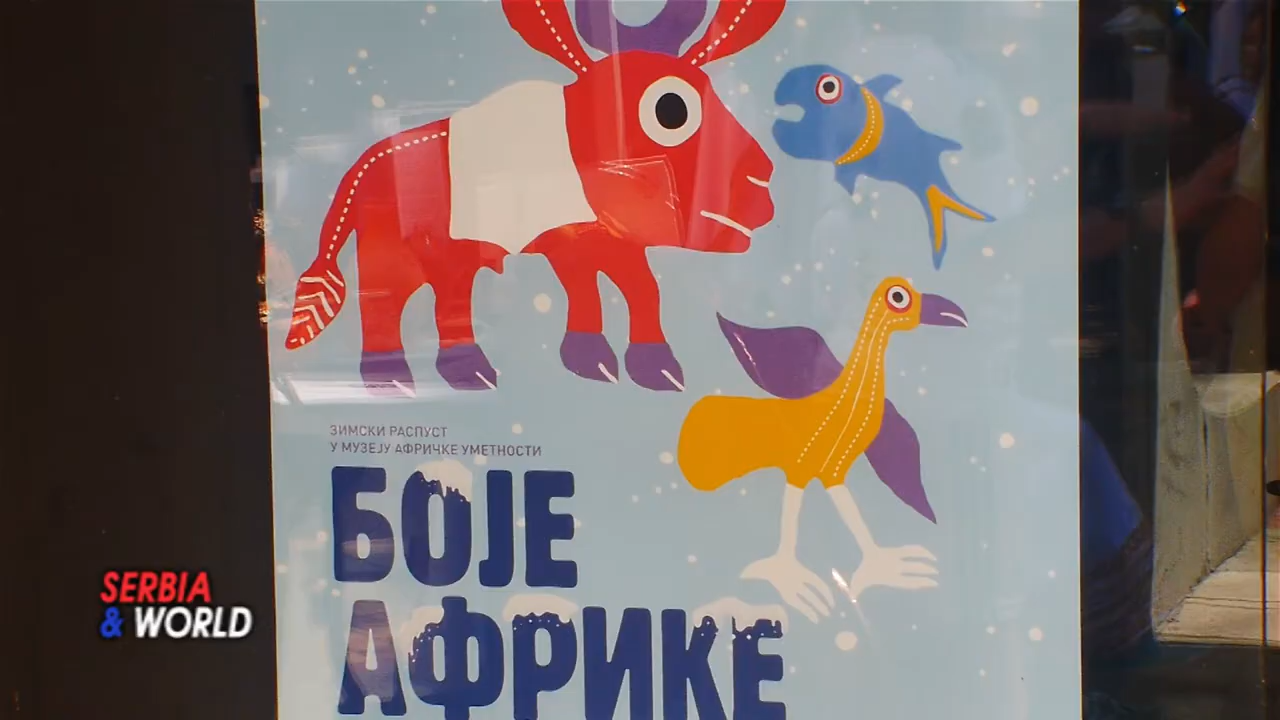 ЗИМСКИ РАСПУСТ
У МУЗЕЈУ АФРИЧКЕ УМЕТНОСТИ
БОЈЕ
АФРИКЕ
SERBIA
& WORLD